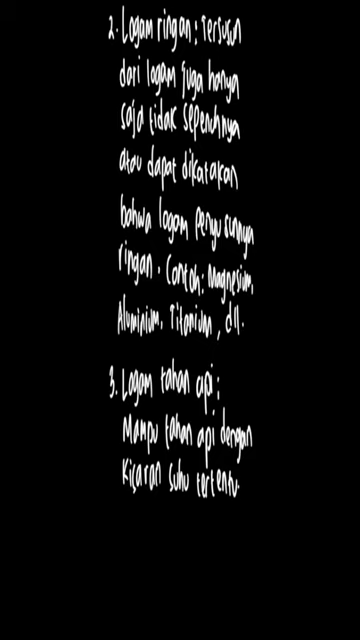 2. Logam ringan: Tersusun
dari logam juga hanya
saja tidak sepenuhnya
atau dapat dikatakan
bahwa logam penyusunnya
ringan. Contoh: Magnesium,
Aluminium, Titanium, dll.
3. Logam tahan api:
Mampu tahan api dengan
kisaran suhu tertentu.